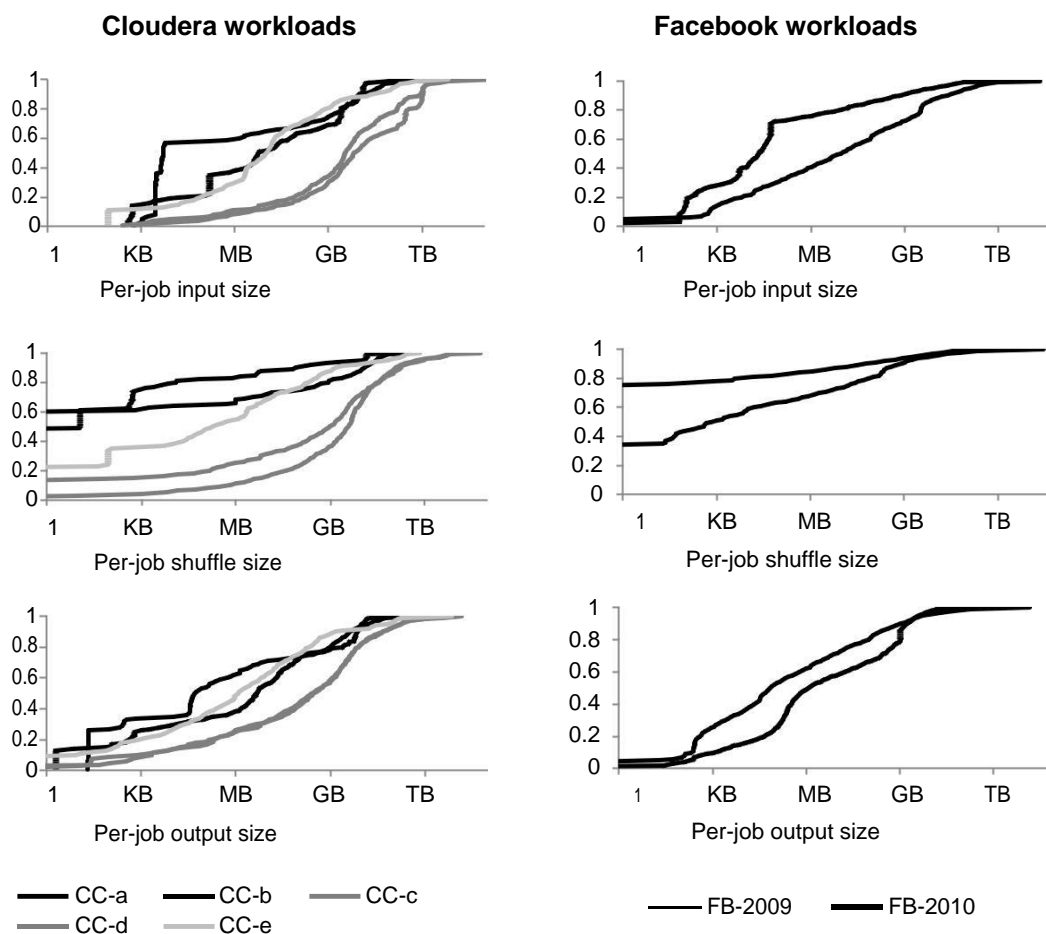 Cloudera workloads
Facebook workloads
1
0.8
0.6
0.4
0.2
0
1 KB MB GB TB
Per-job input size
1
0.8
0.6
0.4
0.2
0
1 KB MB GB TB
Per-job input size
1
0.8
0.6
0.4
0.2
0
1 KB MB GB TB
Per-job shuffle size
1
0.8
0.6
0.4
0.2
0
1 KB MB GB TB
Per-job shuffle size
1
0.8
0.6
0.4
0.2
0
1 KB MB GB TB
Per-job output size
1
0.8
0.6
0.4
0.2
0
1 KB MB GB TB
Per-job output size
CC-a CC-b CC-c
CC-d CC-e
FB-2009 FB-2010